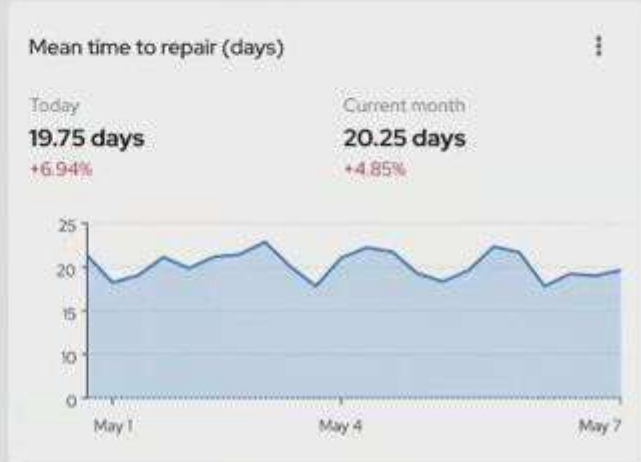 Mean time to repair (days)
Today
19.75 days
+6.94%
Current month
20.25 days
+4.85%
25
20
15
10
0
May 1
May 4
May 7